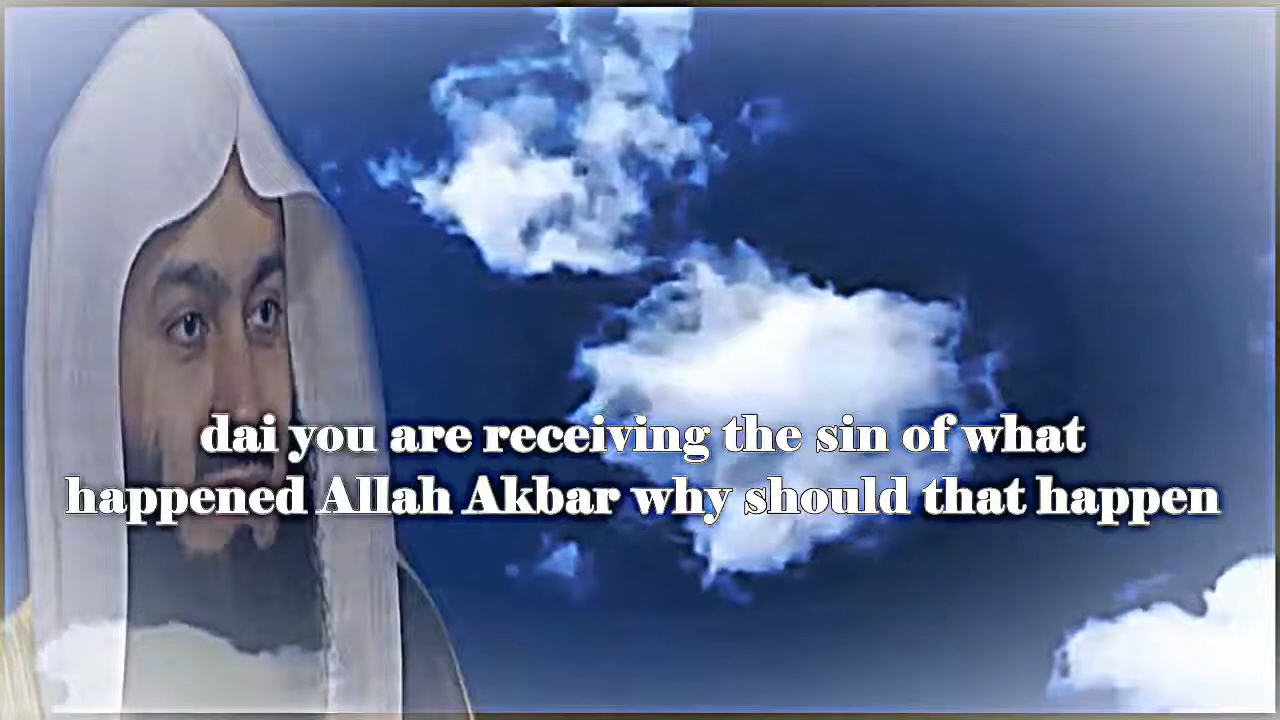 dai you are receiving the sin of what
happened Allah Akbar why should that happen